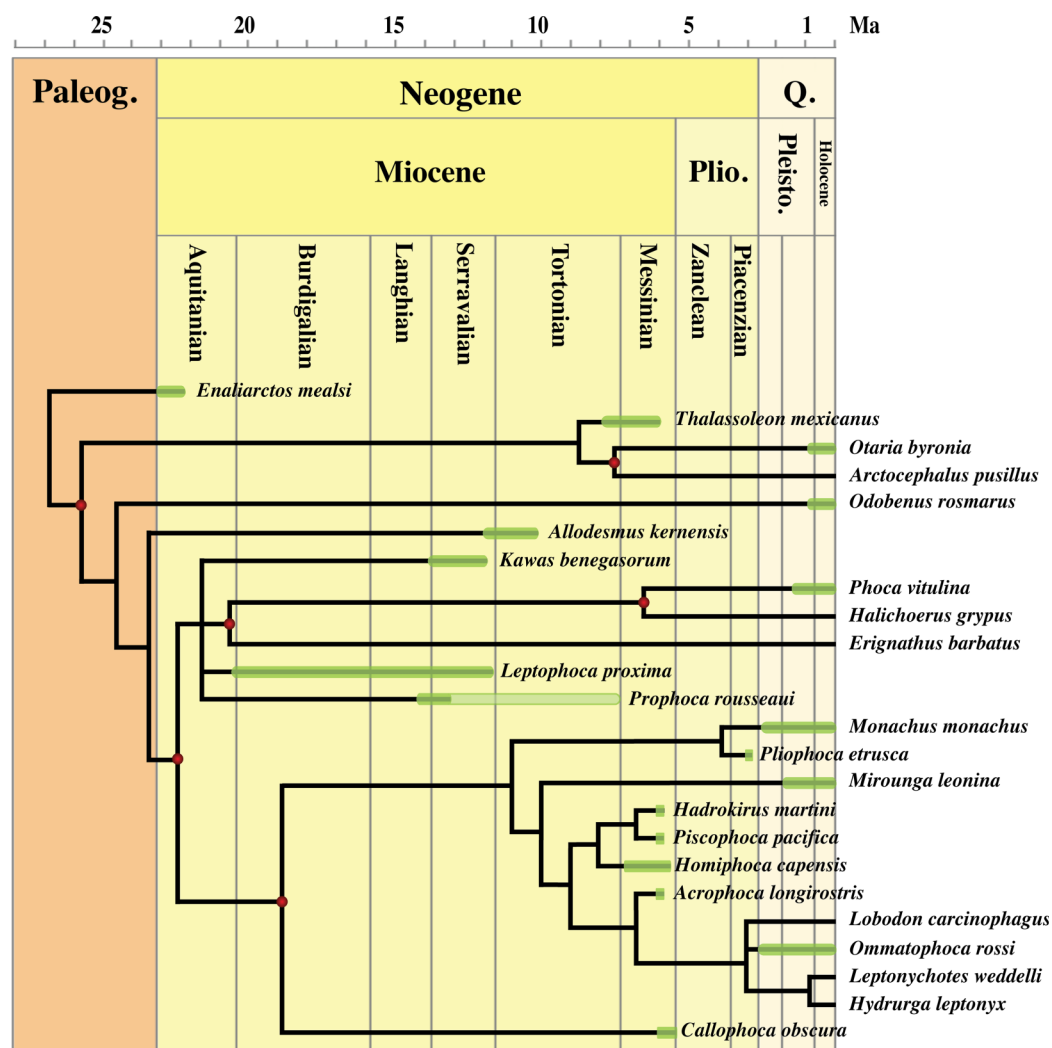 25 20 15 10 5 1 Ma
Paleog. Neogene Q.
Miocene Plio. Pleisto. Holocene
Aquitanian Burdigalian Langhian Serravalian Tortonian Messinian Zanclean Piacenzian
Enaliarctos mealsi
Thalassoleon mexicanus
Otaria byronia
Arctocephalus pusillus
Odobenus rosmarus
Allodesmus kernensis
Kawas benegasorum
Phoca vitulina
Halichoerus grypus
Erignathus barbatus
Leptophoca proxima
Prophoca rousseaui
Monachus monachus
Pliophoca etrusca
Mirounga leonina
Hadrokirus martini
Piscophoca pacifica
Homiphoca capensis
Acrophoca longirostris
Lobodon carcinophagus
Ommatophoca rossi
Leptonychotes weddelli
Hydrurga leptonyx
Callophoca obscura